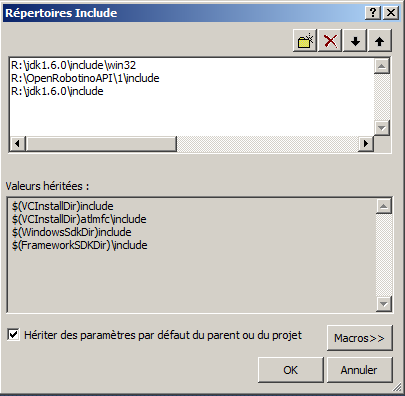 Répertoires Include
R:\jdk1.6.0\include\win32
R:\OpenRobotinoAPI\1\include
R:\jdk1.6.0\include
Valeurs héritées :
$(VCInstallDir)include
$(VCInstallDir)atlmfc\include
$(WindowsSdkDir)include
$(FrameworkSDKDir)\include
Hériter des paramètres par défaut du parent ou du projet
Macros>>
OK
Annuler